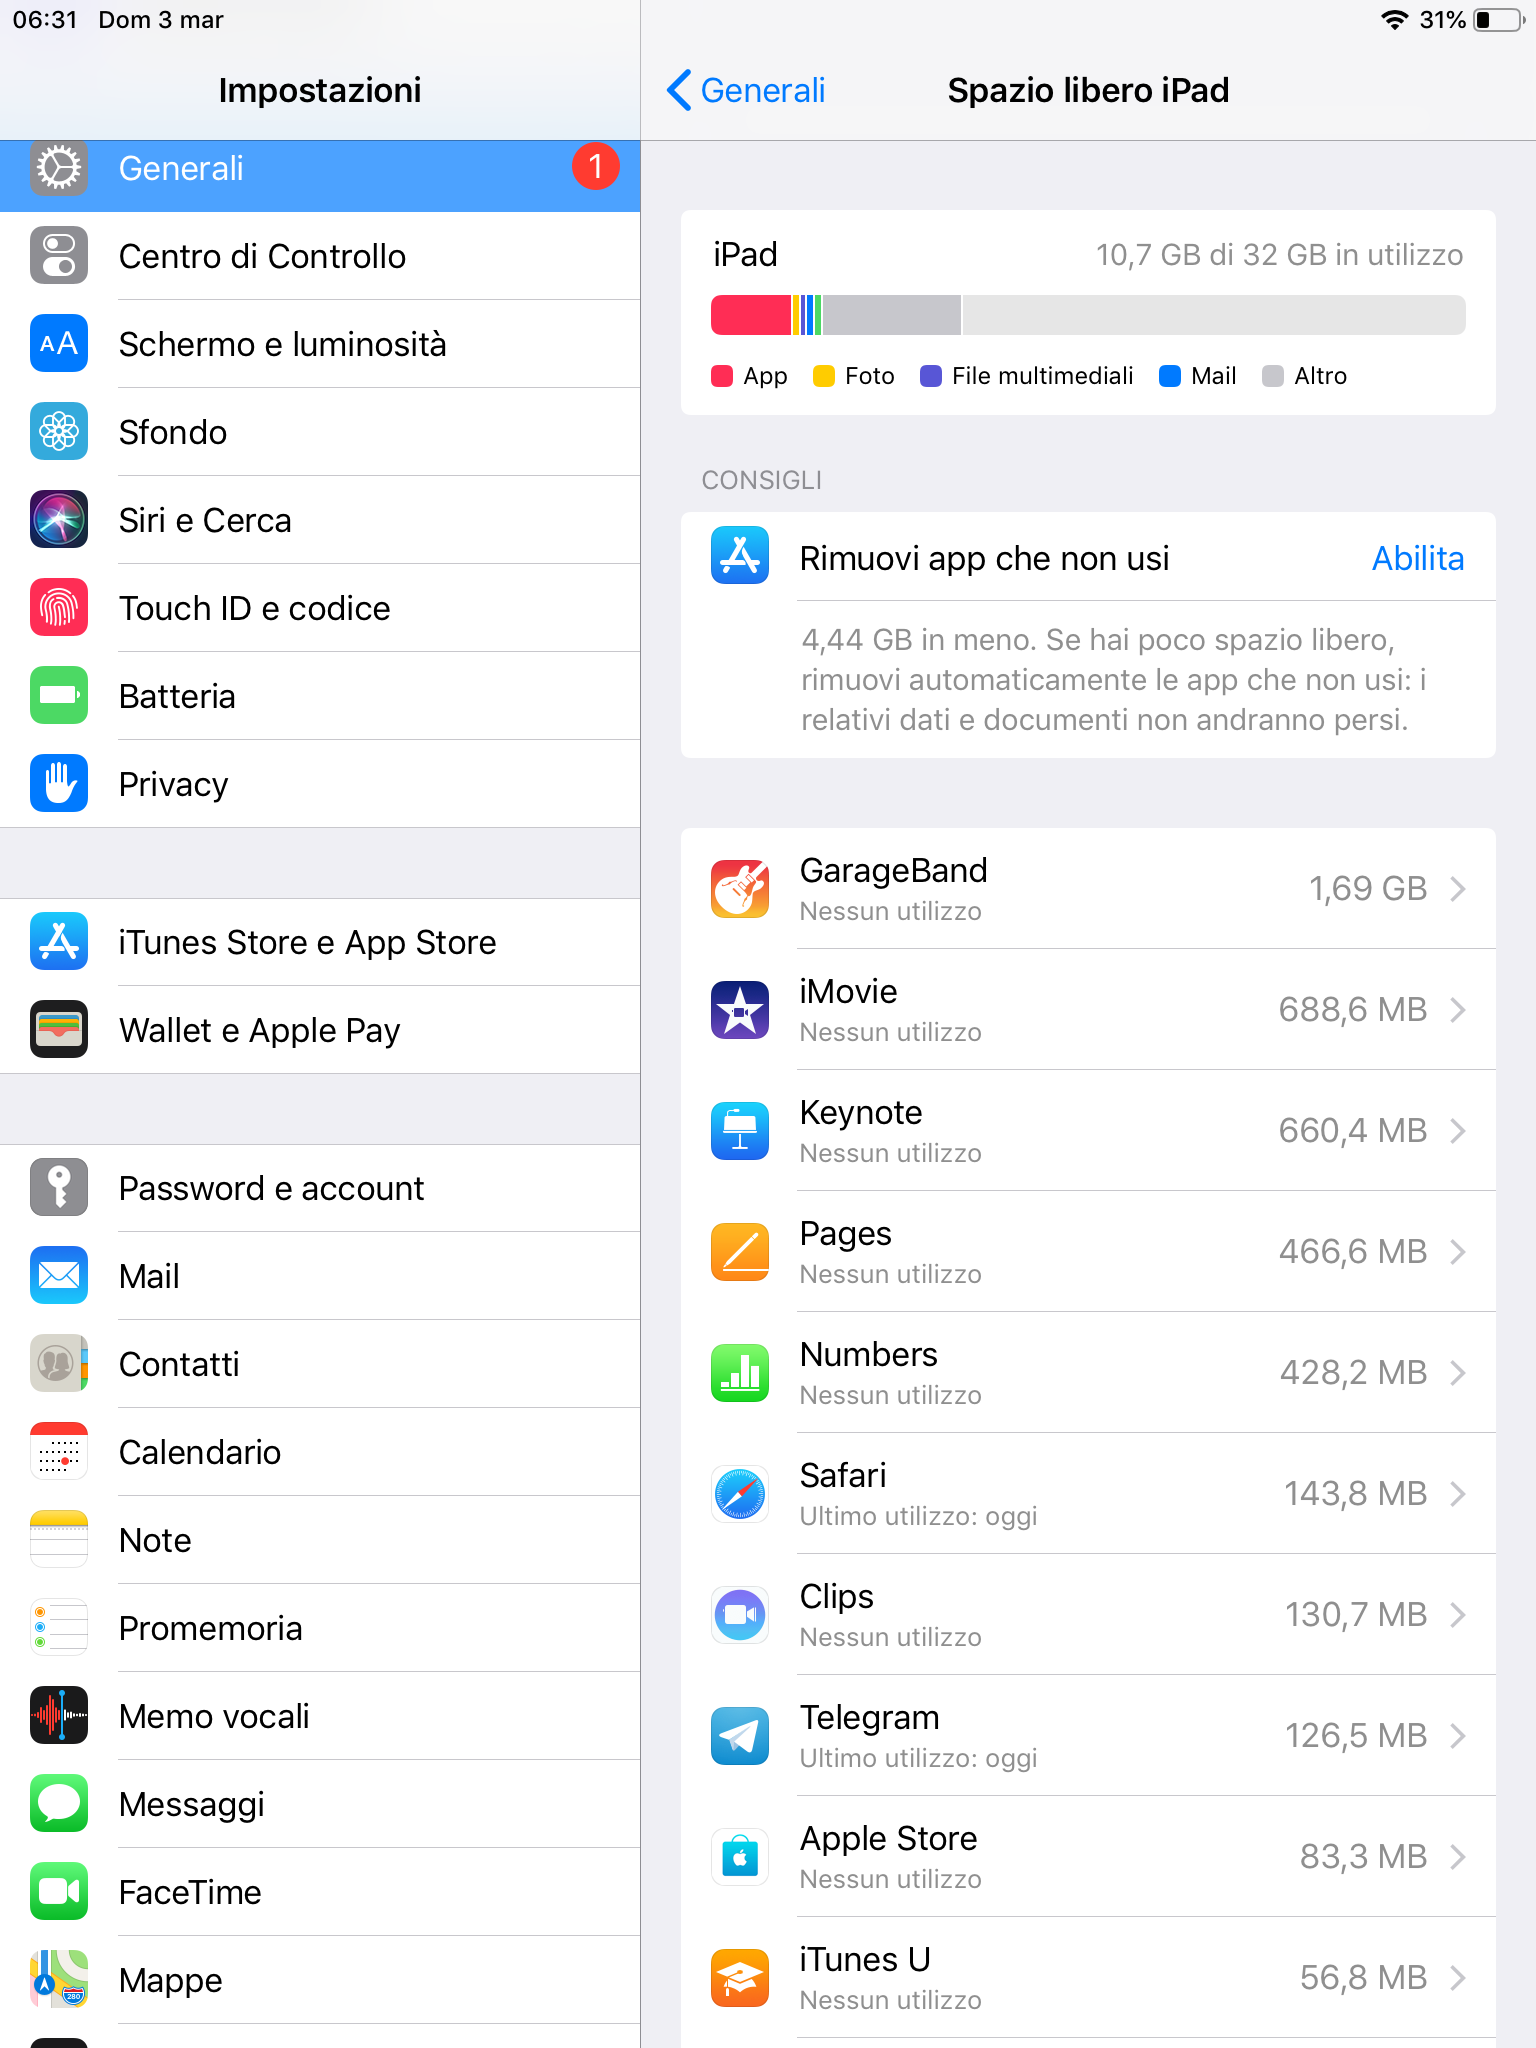 06:31 Dom 3 mar
31%
Impostazioni
Generali
1
Centro di Controllo
AA
Schermo e luminosità
Sfondo
Siri e Cerca
Touch ID e codice
Batteria
Privacy
iTunes Store e App Store
Wallet e Apple Pay
Password e account
Mail
Contatti
Calendario
Note
Promemoria
Memo vocali
Messaggi
FaceTime
280
Mappe
Generali
Spazio libero iPad
iPad
10,7 GB di 32 GB in utilizzo
App Foto File multimediali Mail Altro
CONSIGLI
Rimuovi app che non usi
Abilita
4,44 GB in meno. Se hai poco spazio libero,
rimuovi automaticamente le app che non usi: i
relativi dati e documenti non andranno persi.
GarageBand
Nessun utilizzo
1,69 GB
iMovie
Nessun utilizzo
688,6 MB
Keynote
Nessun utilizzo
660,4 MB
Pages
Nessun utilizzo
466,6 MB
Numbers
Nessun utilizzo
428,2 MB
Safari
Ultimo utilizzo: oggi
143,8 MB
Clips
Nessun utilizzo
130,7 MB
Telegram
Ultimo utilizzo: oggi
126,5 MB
Apple Store
Nessun utilizzo
83,3 MB
iTunes U
Nessun utilizzo
56,8 MB